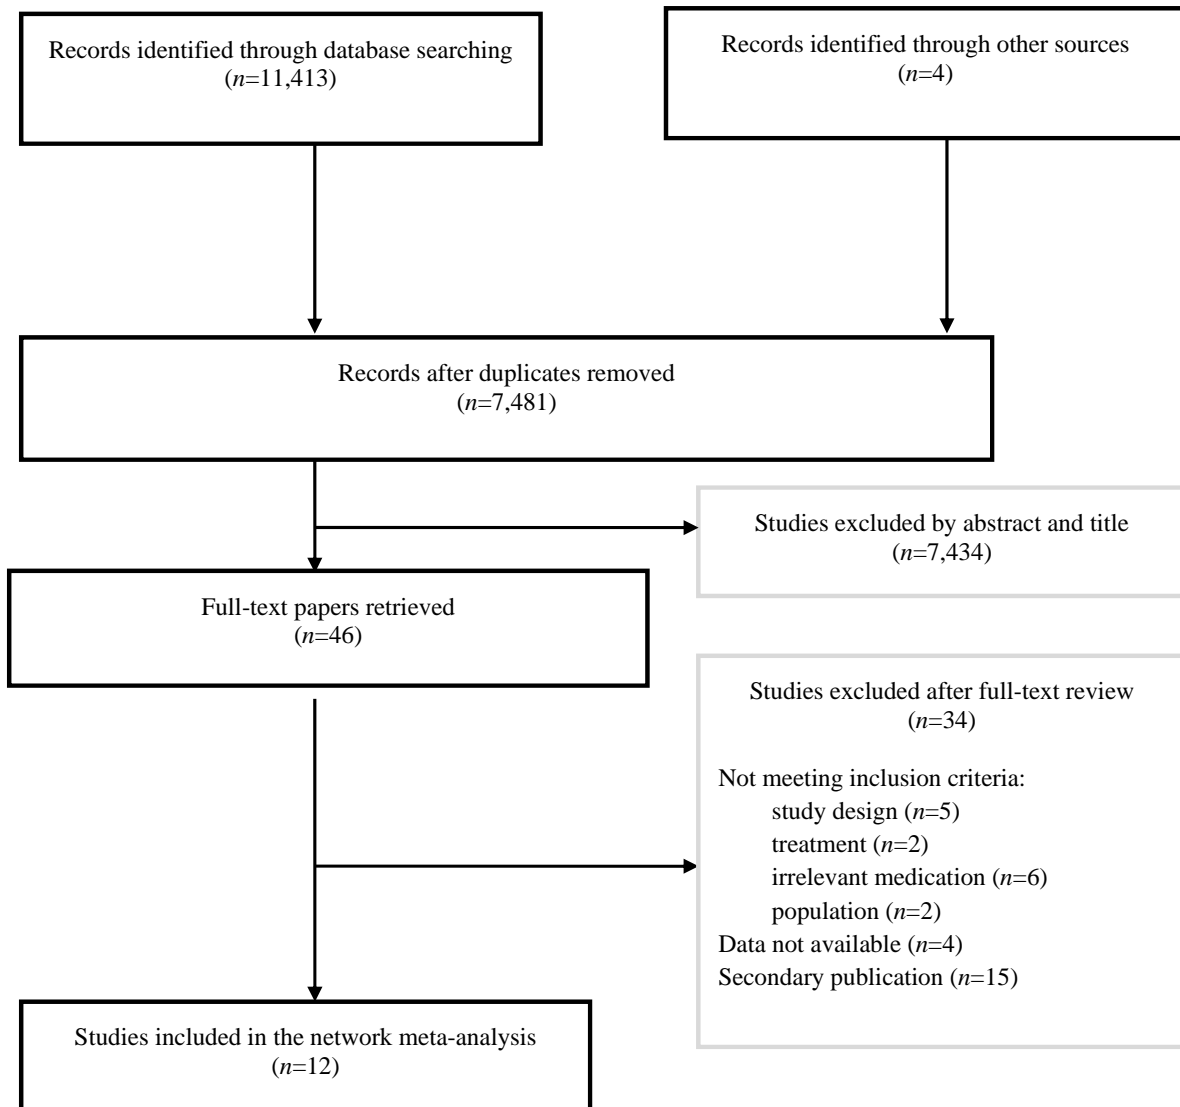 Records identified through database searching
(n=11,413)
Records identified through other sources
(n=4)
Records after duplicates removed
(n=7,481)
Studies excluded by abstract and title
(n=7,434)
Full-text papers retrieved
(n=46)
Studies excluded after full-text review
(n=34)
Not meeting inclusion criteria:
study design (n=5)
treatment (n=2)
irrelevant medication (n=6)
population (n=2)
Data not available (n=4)
Secondary publication (n=15)
Studies included in the network meta-analysis
(n=12)